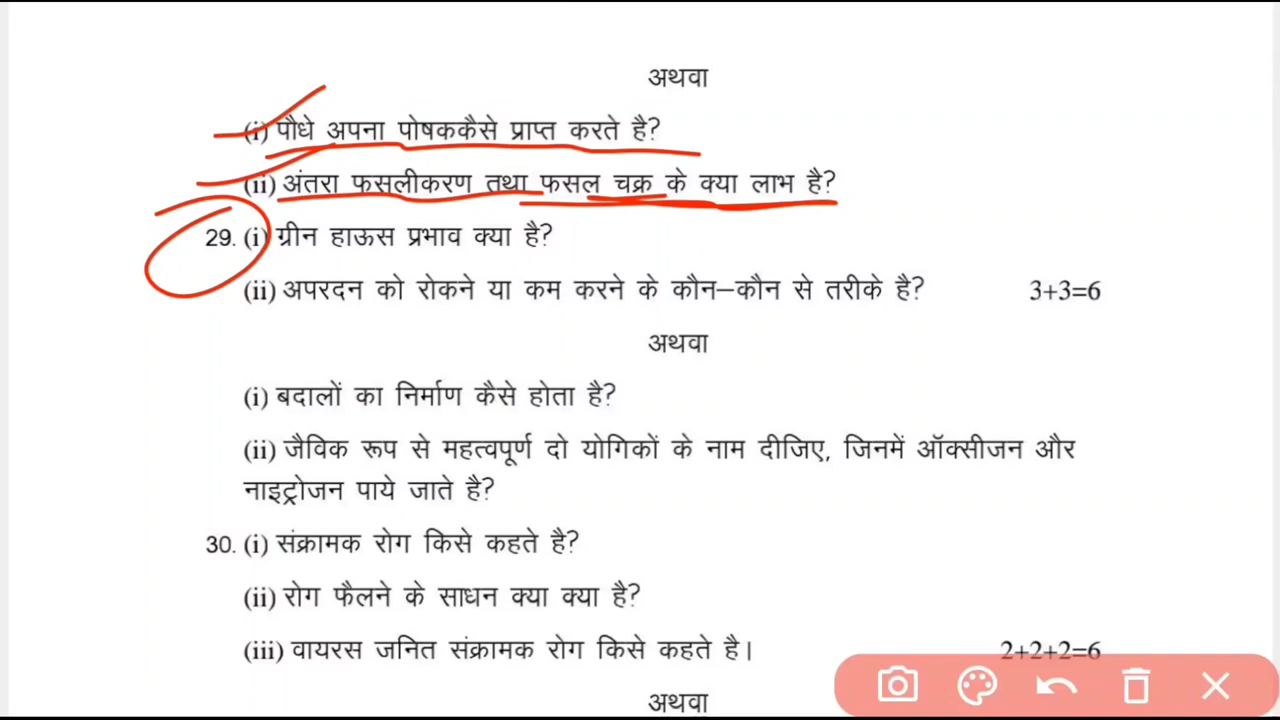 अथवा
(i) पौधे अपना पोषककैसे प्राप्त करते है?
(ii) अंतरा फसलीकरण तथा फसल चक्र के क्या लाभ है?
29. (i) ग्रीन हाऊस प्रभाव क्या है?
(ii) अपरदन को रोकने या कम करने के कौन–कौन से तरीके है? 3+3=6
अथवा
(i) बदालों का निर्माण कैसे होता है?
(ii) जैविक रूप से महत्वपूर्ण दो योगिकों के नाम दीजिए, जिनमें ऑक्सीजन और
नाइट्रोजन पाये जाते है?
30. (i) संक्रामक रोग किसे कहते है?
(ii) रोग फैलने के साधन क्या क्या है?
(iii) वायरस जनित संक्रामक रोग किसे कहते है। 2+2+2=6
अथवा